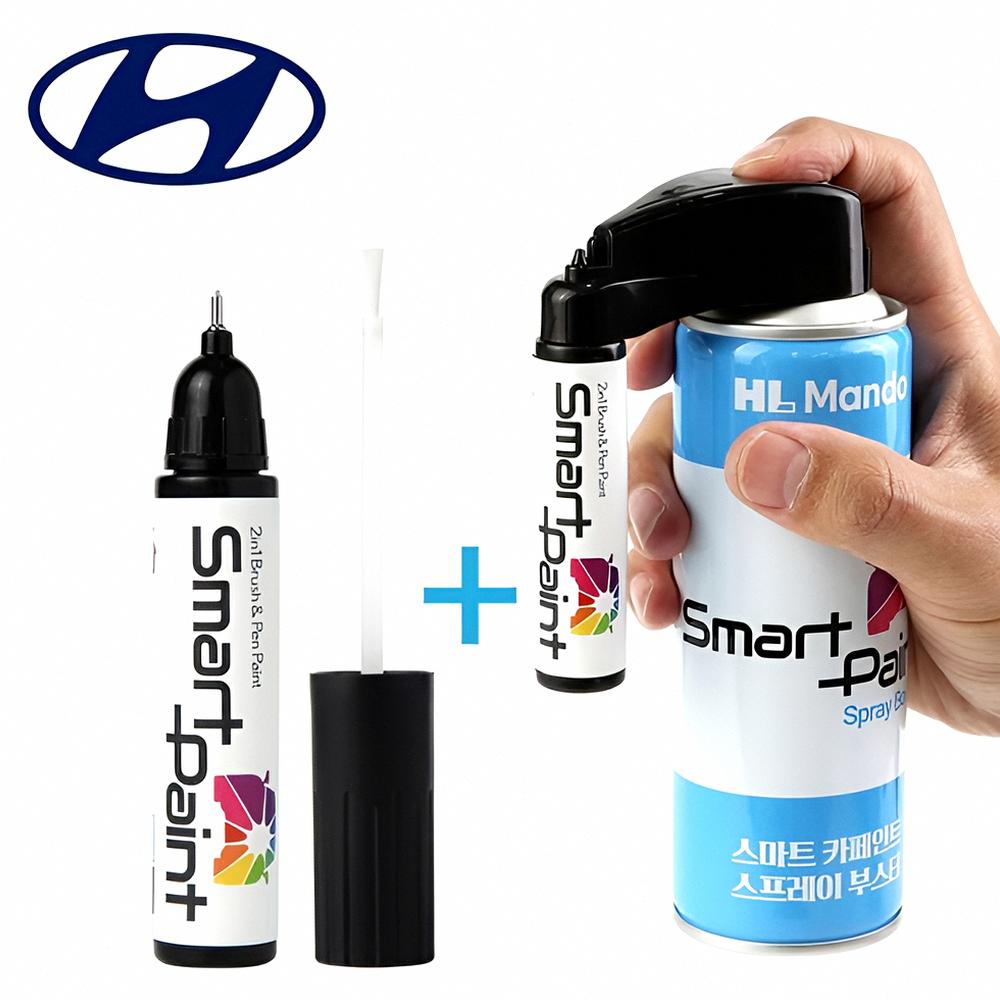 2in1 Brush & Pen Paint
Smart
Paint
2in1 Brush & Pen Paint
Smart
Paint
HL Mando
Smart
Spray
스마트 카페인트
스프레이 부스터